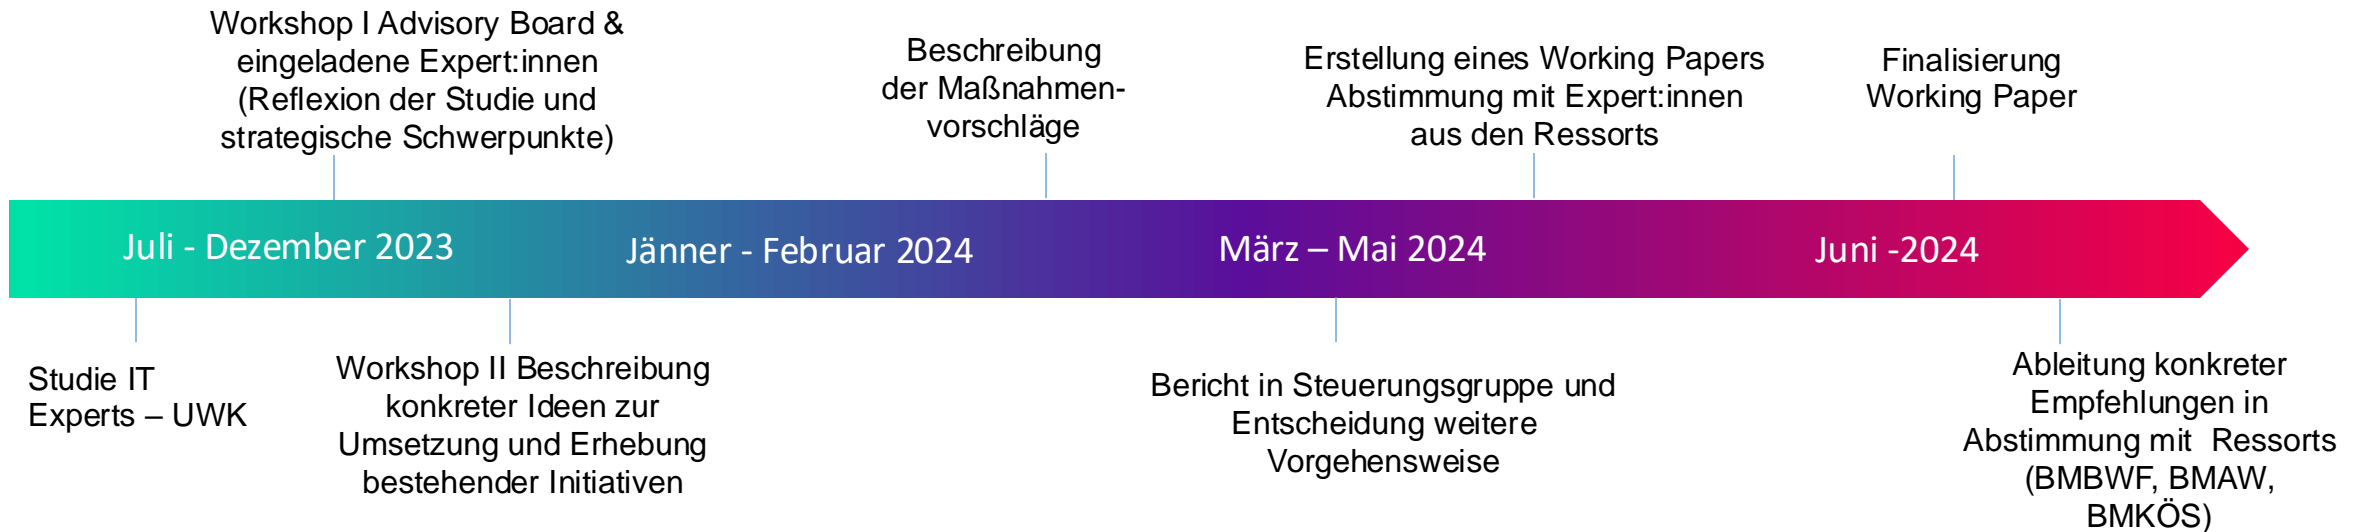 Workshop I Advisory Board &
eingeladene Expert:innen
(Reflexion der Studie und
strategische Schwerpunkte)
Beschreibung
der Maßnahmen-
vorschläge
Erstellung eines Working Papers
Abstimmung mit Expert:innen
aus den Ressorts
Finalisierung
Working Paper
Juli - Dezember 2023
Jänner - Februar 2024
März – Mai 2024
Juni -2024
Studie IT
Experts – UWK
Workshop II Beschreibung
konkreter Ideen zur
Umsetzung und Erhebung
bestehender Initiativen
Bericht in Steuerungsgruppe und
Entscheidung weitere
Vorgehensweise
Ableitung konkreter
Empfehlungen in
Abstimmung mit  Ressorts
(BMBWF, BMAW,
BMKÖS)